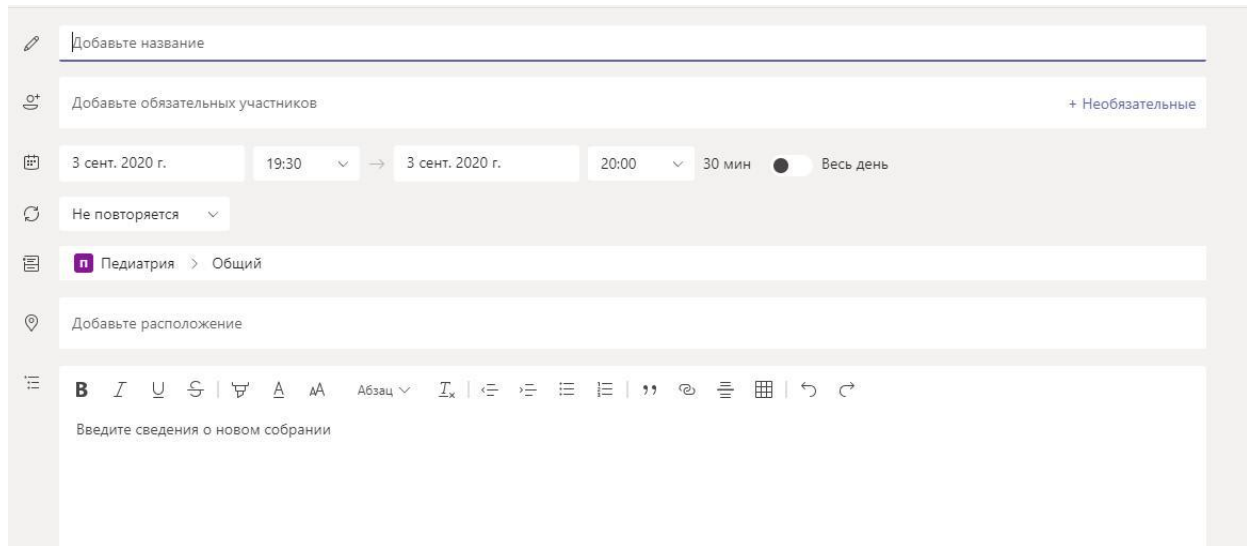 Добавьте название
Добавьте обязательных участников + Необязательные
3 сент. 2020 г. 19:30 → 3 сент. 2020 г. 20:00 30 мин Весь день
Не повторяется
П Педиатрия > Общий
Добавьте расположение
B I U S A AA Абзац Tx
Введите сведения о новом собрании